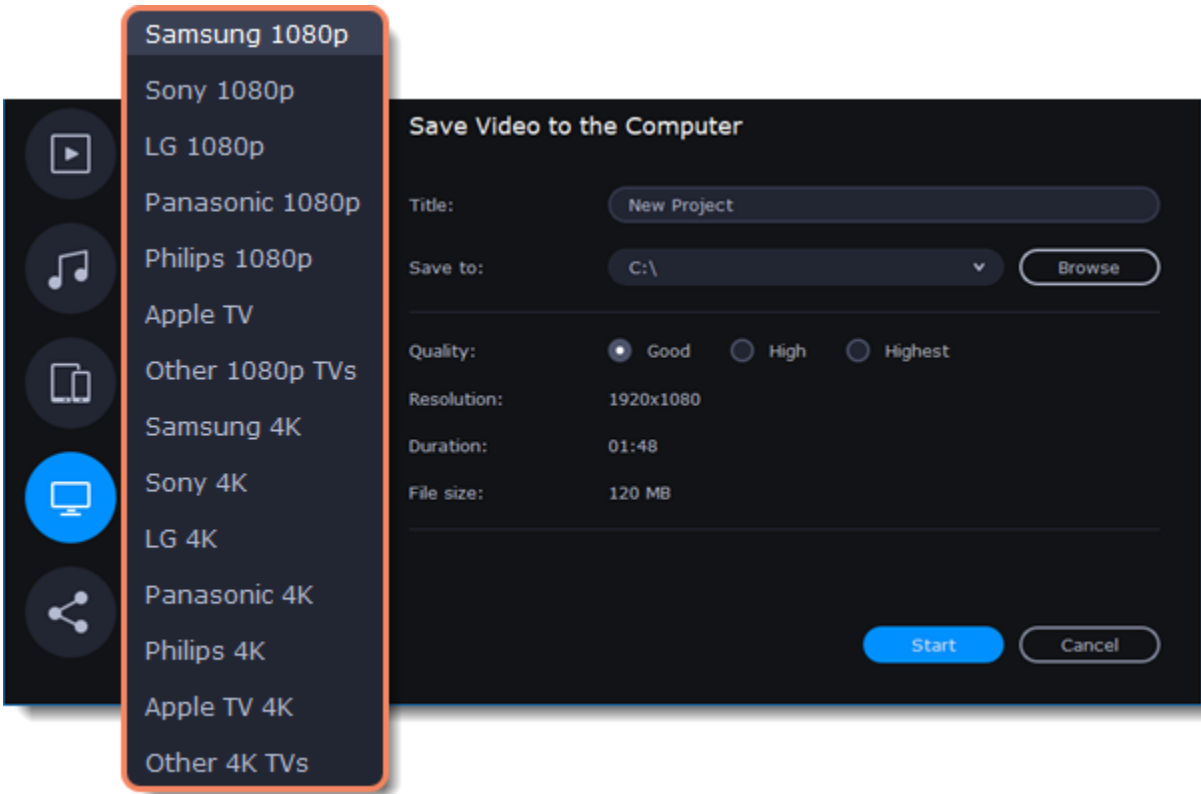 Samsung 1080p
Sony 1080p
LG 1080p
Panasonic 1080p
Philips 1080p
Apple TV
Other 1080p TVs
Samsung 4K
Sony 4K
LG 4K
Panasonic 4K
Philips 4K
Apple TV 4K
Other 4K TVs
Save Video to the Computer
Title: New Project
Save to: C:\ Browse
Quality: Good High Highest
Resolution: 1920x1080
Duration: 01:48
File size: 120 MB
Start Cancel